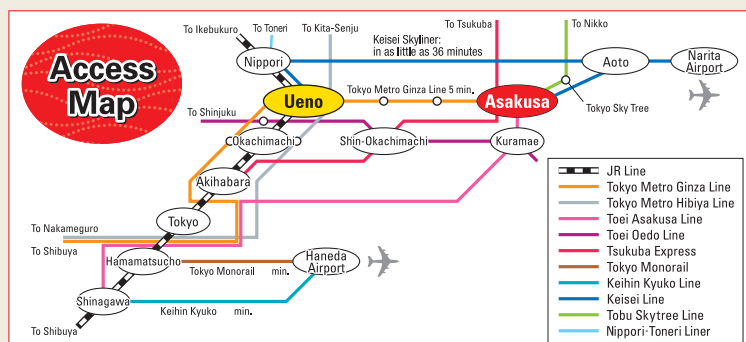 Access
Map
To Ikebukuro
To Toneri
To Kita-Senju
Keisei Skyliner:
in as little as 36 minutes
To Tsukuba
To Nikko
Nippori
Aoto
Narita
Airport
Ueno
Tokyo Metro Ginza Line 5 min.
Asakusa
Tokyo Sky Tree
To Shinjuku
Okachimachi
Shin-Okachimachi
Kuramae
Akihabara
Tokyo
To Nakameguro
To Shibuya
Hamamatsucho
Tokyo Monorail min.
Haneda
Airport
Shinagawa
Keihin Kyuko min.
To Shibuya
JR Line
Tokyo Metro Ginza Line
Tokyo Metro Hibiya Line
Toei Asakusa Line
Toei Oedo Line
Tsukuba Express
Tokyo Monorail
Keihin Kyuko Line
Keisei Line
Tobu Skytree Line
Nippori-Toneri Liner